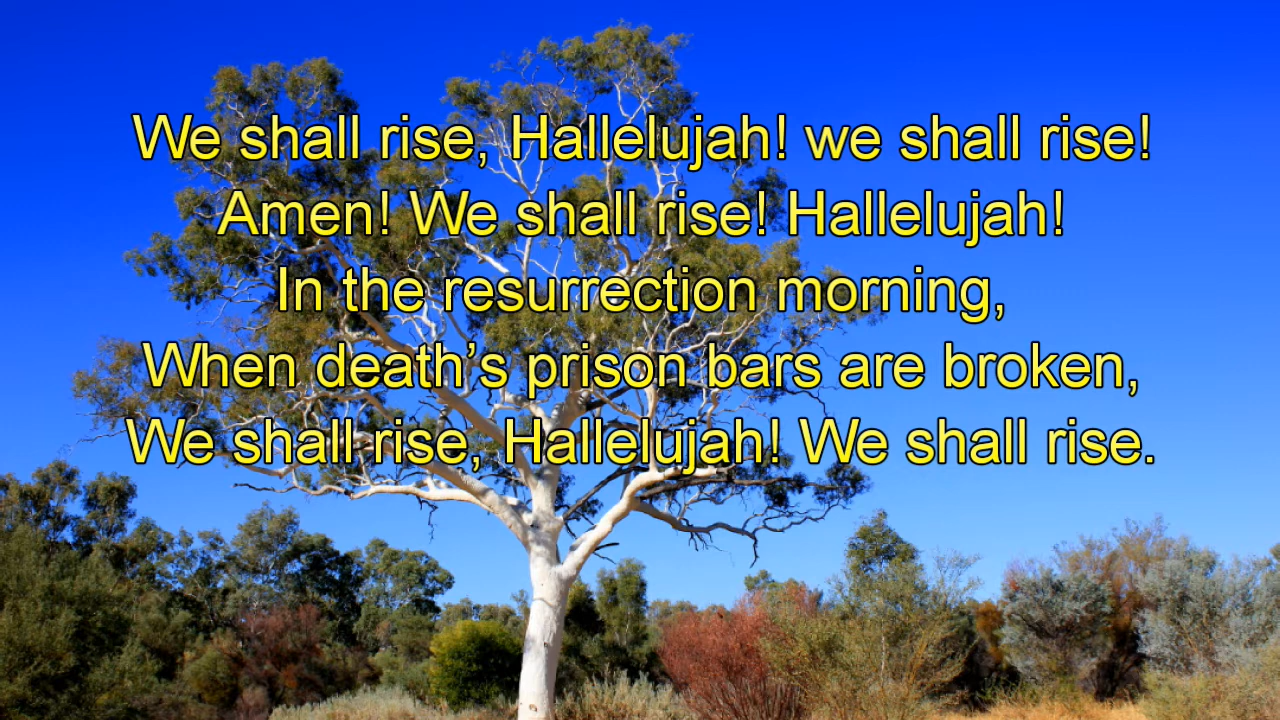 We shall rise, Hallelujah! we shall rise!
Amen! We shall rise! Hallelujah!
In the resurrection morning,
When death’s prison bars are broken,
We shall rise, Hallelujah! We shall rise.